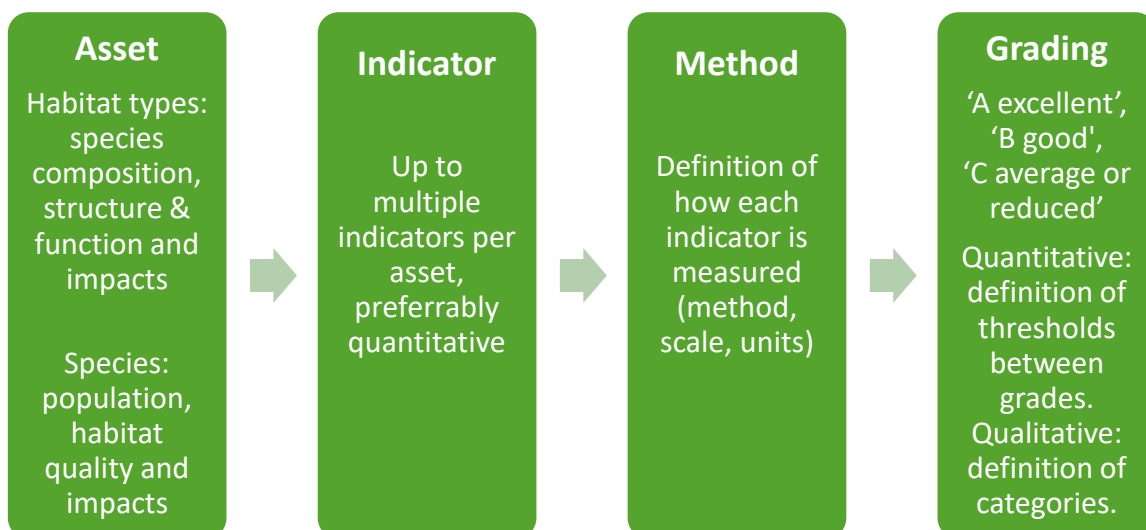 Asset
Habitat types:
species
composition,
structure &
function and
impacts
Species:
population,
habitat
quality and
impacts
Indicator
Up to
multiple
indicators per
asset,
preferrably
quantitative
Method
Definition of
how each
indicator is
measured
(method,
scale, units)
Grading
‘A excellent’,
‘B good',
‘C average or
reduced’
Quantitative:
definition of
thresholds
between
grades.
Qualitative:
definition of
categories.